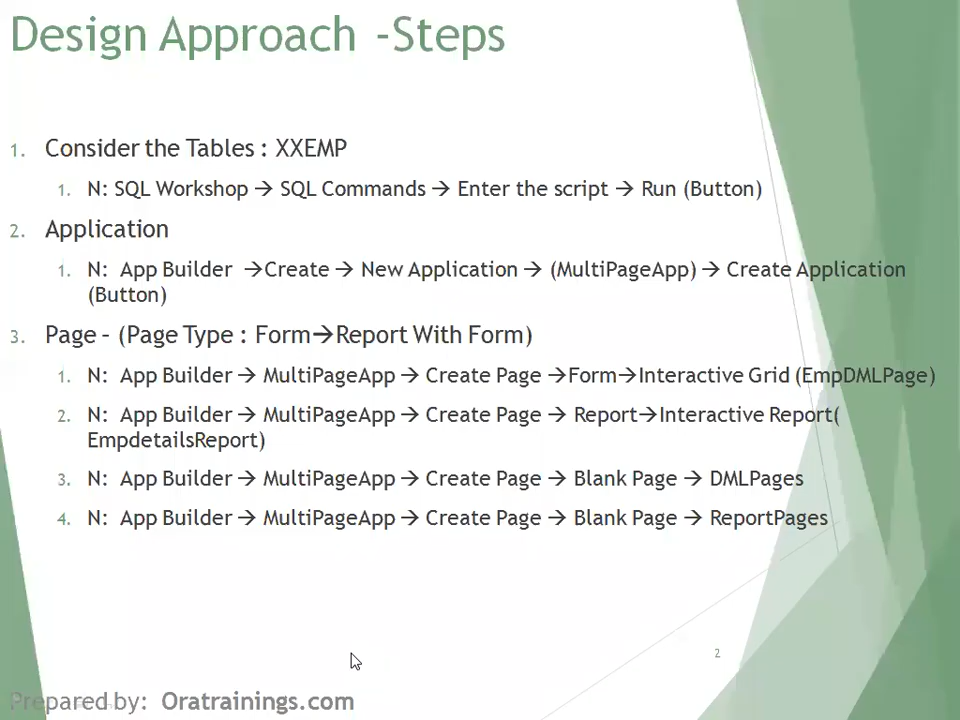 Design Approach -Steps
1. Consider the Tables : XXEMP
1. N: SQL Workshop → SQL Commands → Enter the script → Run (Button)
2. Application
1. N: App Builder →Create → New Application → (MultiPageApp) → Create Application
(Button)
3. Page – (Page Type : Form→Report With Form)
1. N: App Builder → MultiPageApp → Create Page →Form→Interactive Grid (EmpDMLPage)
2. N: App Builder → MultiPageApp → Create Page → Report→Interactive Report(
EmpdetailsReport)
3. N: App Builder → MultiPageApp → Create Page → Blank Page → DMLPages
4. N: App Builder → MultiPageApp → Create Page → Blank Page → ReportPages
2
Prepared by: Oratrainings.com